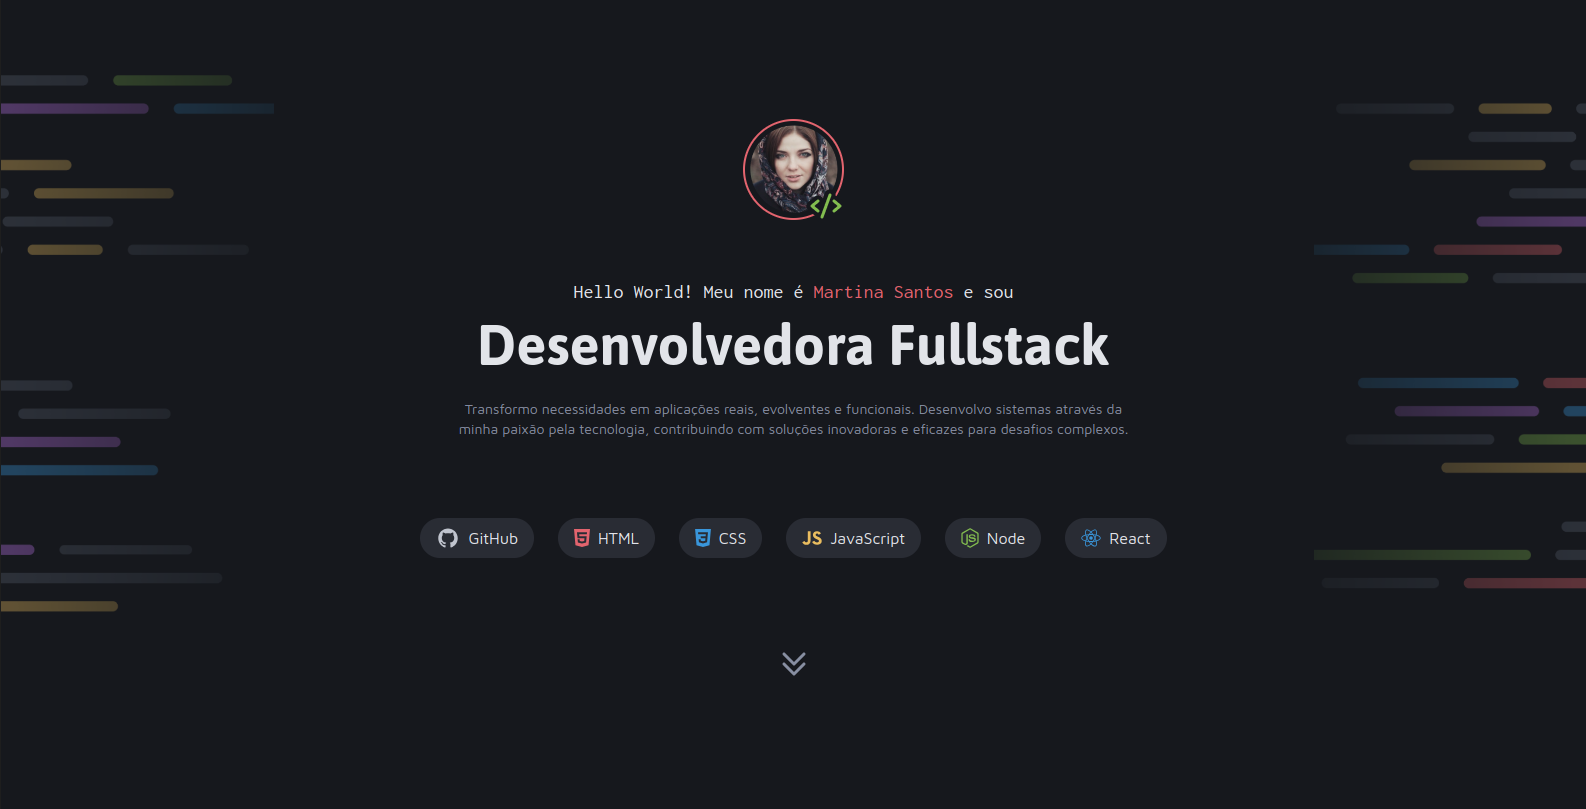 Hello World! Meu nome é Martina Santos e sou
Desenvolvedora Fullstack
Transformo necessidades em aplicações reais, evolventes e funcionais. Desenvolvo sistemas através da
minha paixão pela tecnologia, contribuindo com soluções inovadoras e eficazes para desafios complexos.
GitHub HTML CSS JS JavaScript Node React